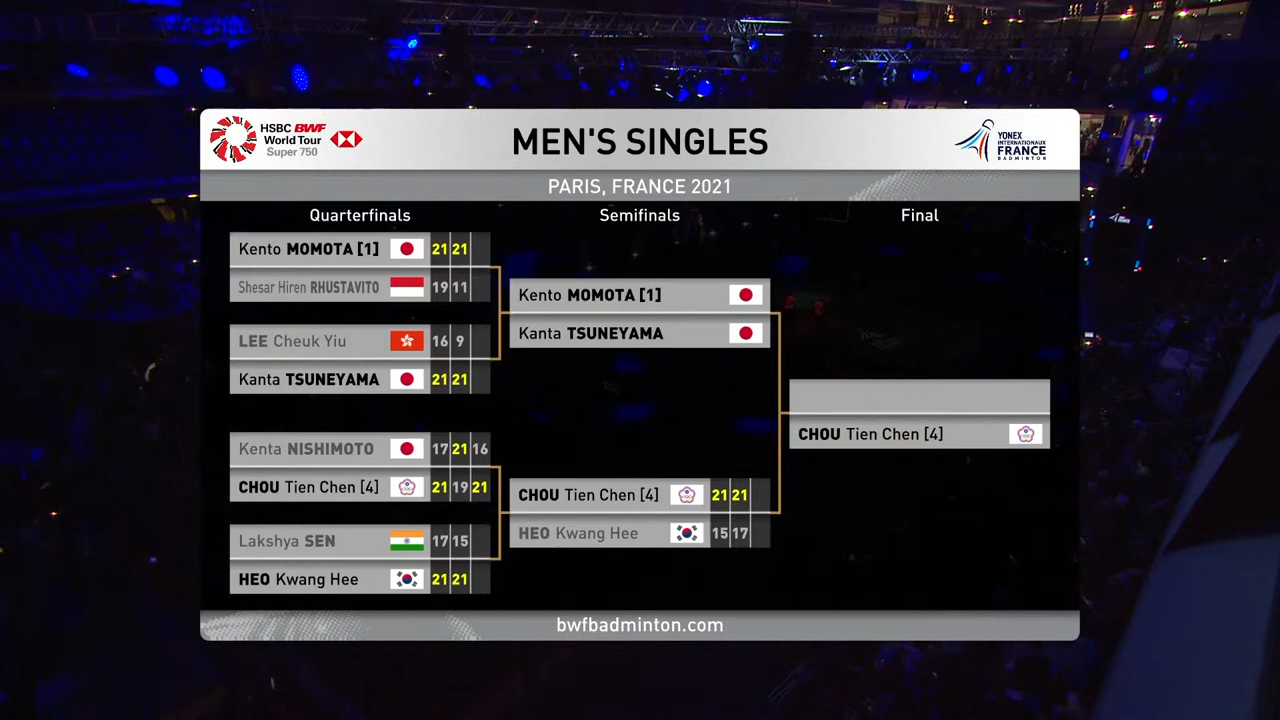 HSBC BWF
World Tour
Super 750
MEN'S SINGLES
YONEX
INTERNATIONAUX
FRANCE
BADMINTON
PARIS, FRANCE 2021
Quarterfinals
Semifinals
Final
Kento MOMOTA [1] 21 21
Shesar Hiren RHUSTAVITO 19 11
LEE Cheuk Yiu 16 9
Kanta TSUNEYAMA 21 21
Kenta NISHIMOTO 17 21 16
CHOU Tien Chen [4] 21 19 21
Lakshya SEN 17 15
HEO Kwang Hee 21 21
Kento MOMOTA [1]
Kanta TSUNEYAMA
CHOU Tien Chen [4] 21 21
HEO Kwang Hee 15 17
CHOU Tien Chen [4]
bwfbadminton.com